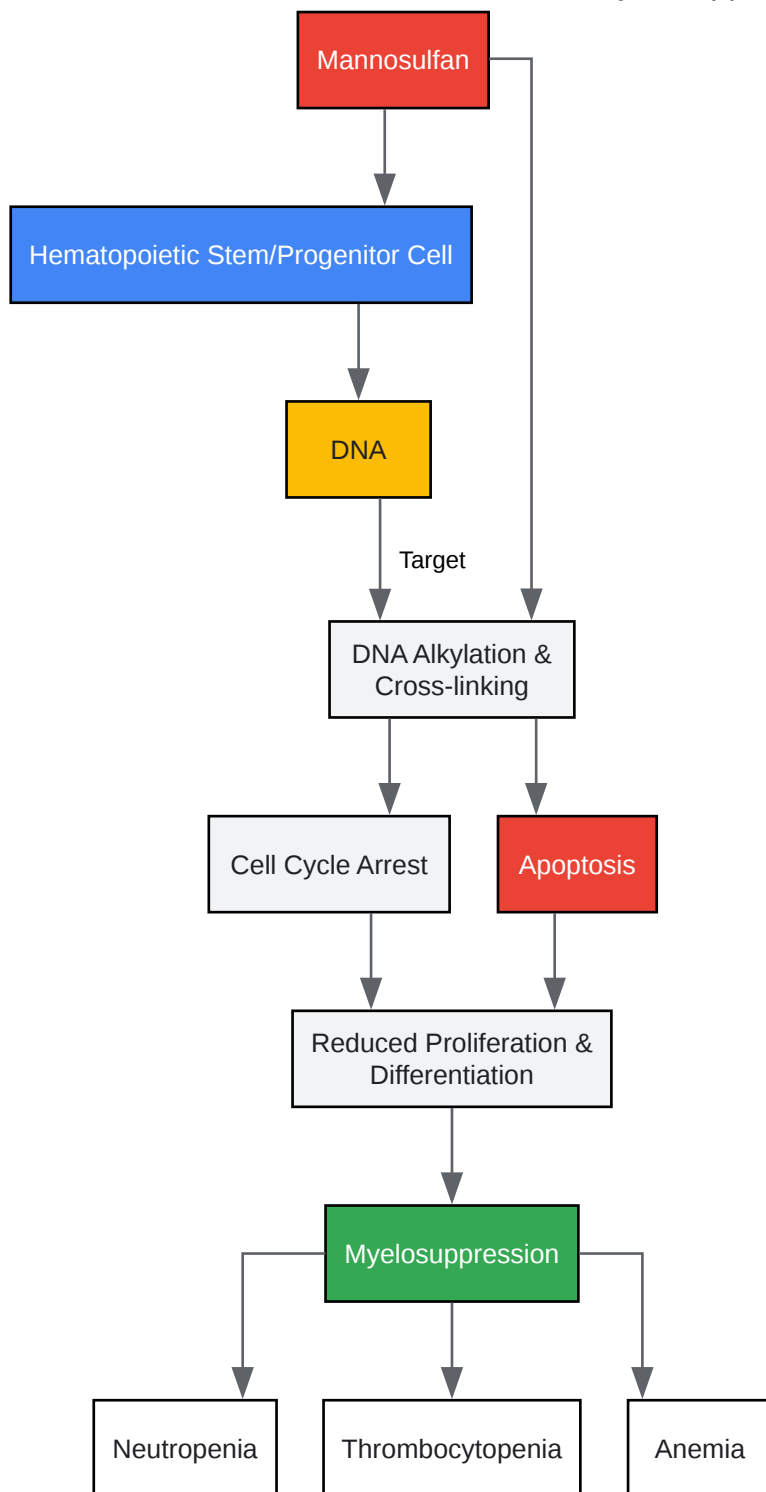 Mannosulfan
Hematopoietic Stem/Progenitor Cell
DNA
Target
DNA Alkylation &
Cross-linking
Cell Cycle Arrest
Apoptosis
Reduced Proliferation &
Differentiation
Myelosuppression
Neutropenia
Thrombocytopenia
Anemia